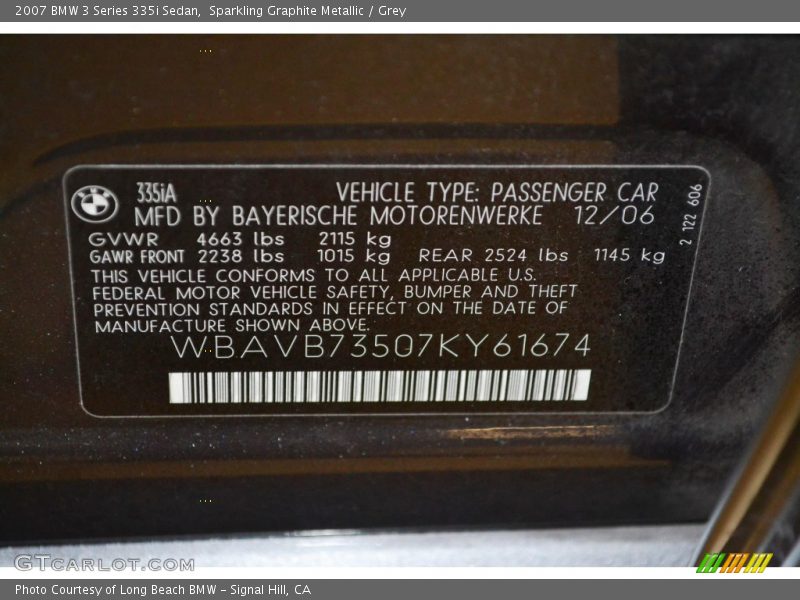 2007 BMW 3 Series 335i Sedan,  Sparkling Graphite Metallic / Grey
335iA VEHICLE TYPE: PASSENGER CAR
MFD BY BAYERISCHE MOTORENWERKE 12/06
GVWR 4663 lbs 2115 kg
GAWR FRONT 2238 lbs 1015 kg REAR 2524 lbs 1145 kg
THIS VEHICLE CONFORMS TO ALL APPLICABLE U.S.
FEDERAL MOTOR VEHICLE SAFETY, BUMPER AND THEFT
PREVENTION STANDARDS IN EFFECT ON THE DATE OF
MANUFACTURE SHOWN ABOVE.
WBAVB73507KY61674
2 122 606
GTCARLOT.COM
Photo Courtesy of Long Beach BMW - Signal Hill, CA